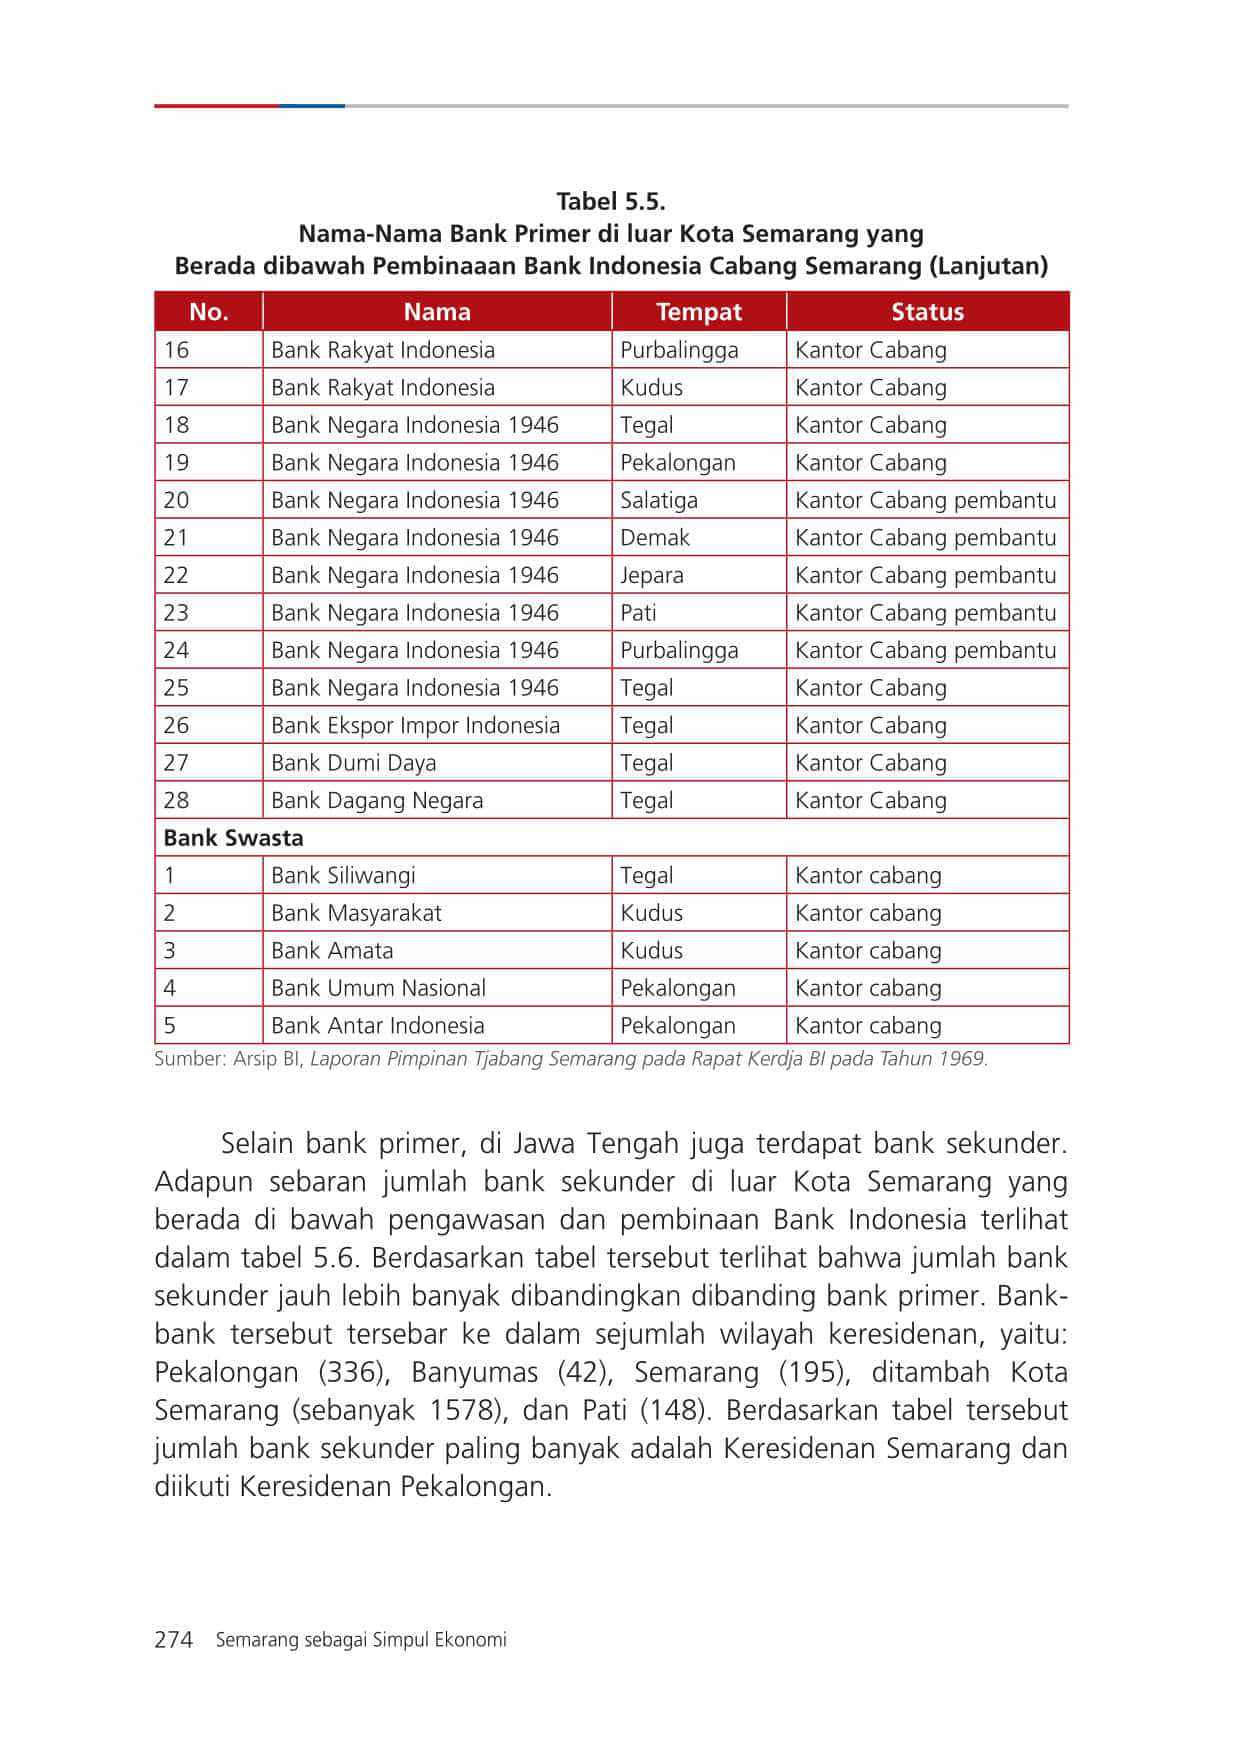 Tabel 5.5.
Nama-Nama Bank Primer di luar Kota Semarang yang
Berada dibawah Pembinaaan Bank Indonesia Cabang Semarang (Lanjutan)
No. Nama Tempat Status
16 Bank Rakyat Indonesia Purbalingga Kantor Cabang
17 Bank Rakyat Indonesia Kudus Kantor Cabang
18 Bank Negara Indonesia 1946 Tegal Kantor Cabang
19 Bank Negara Indonesia 1946 Pekalongan Kantor Cabang
20 Bank Negara Indonesia 1946 Salatiga Kantor Cabang pembantu
21 Bank Negara Indonesia 1946 Demak Kantor Cabang pembantu
22 Bank Negara Indonesia 1946 Jepara Kantor Cabang pembantu
23 Bank Negara Indonesia 1946 Pati Kantor Cabang pembantu
24 Bank Negara Indonesia 1946 Purbalingga Kantor Cabang pembantu
25 Bank Negara Indonesia 1946 Tegal Kantor Cabang
26 Bank Ekspor Impor Indonesia Tegal Kantor Cabang
27 Bank Dumi Daya Tegal Kantor Cabang
28 Bank Dagang Negara Tegal Kantor Cabang
Bank Swasta
1 Bank Siliwangi Tegal Kantor cabang
2 Bank Masyarakat Kudus Kantor cabang
3 Bank Amata Kudus Kantor cabang
4 Bank Umum Nasional Pekalongan Kantor cabang
5 Bank Antar Indonesia Pekalongan Kantor cabang
Sumber: Arsip BI, Laporan Pimpinan Tjabang Semarang pada Rapat Kerdja BI pada Tahun 1969.
Selain bank primer, di Jawa Tengah juga terdapat bank sekunder.
Adapun sebaran jumlah bank sekunder di luar Kota Semarang yang
berada di bawah pengawasan dan pembinaan Bank Indonesia terlihat
dalam tabel 5.6. Berdasarkan tabel tersebut terlihat bahwa jumlah bank
sekunder jauh lebih banyak dibandingkan dibanding bank primer. Bank-
bank tersebut tersebar ke dalam sejumlah wilayah keresidenan, yaitu:
Pekalongan (336), Banyumas (42), Semarang (195), ditambah Kota
Semarang (sebanyak 1578), dan Pati (148). Berdasarkan tabel tersebut
jumlah bank sekunder paling banyak adalah Keresidenan Semarang dan
diikuti Keresidenan Pekalongan.
274 Semarang sebagai Simpul Ekonomi